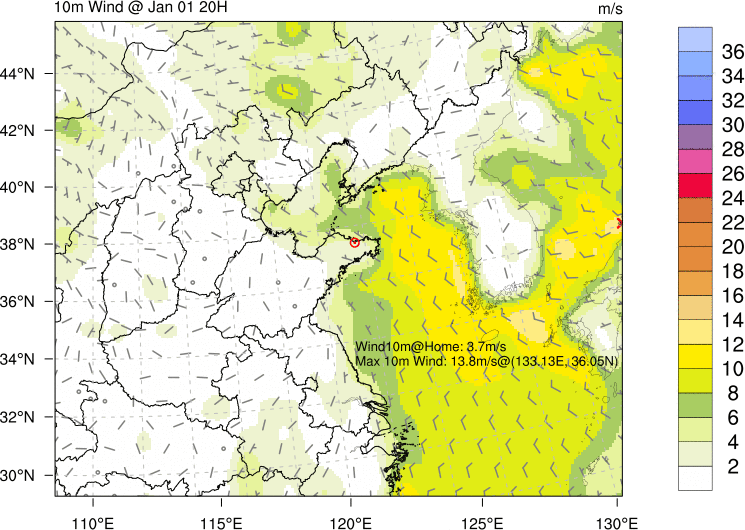 10m Wind @ Jan 01 20H
m/s
44°N
42°N
40°N
38°N
36°N
34°N
32°N
30°N
110°E
115°E
120°E
125°E
130°E
Wind10m@Home: 3.7m/s
Max 10m Wind: 13.8m/s@(133.13E, 36.05N)
36
34
32
30
28
26
24
22
20
18
16
14
12
10
8
6
4
2